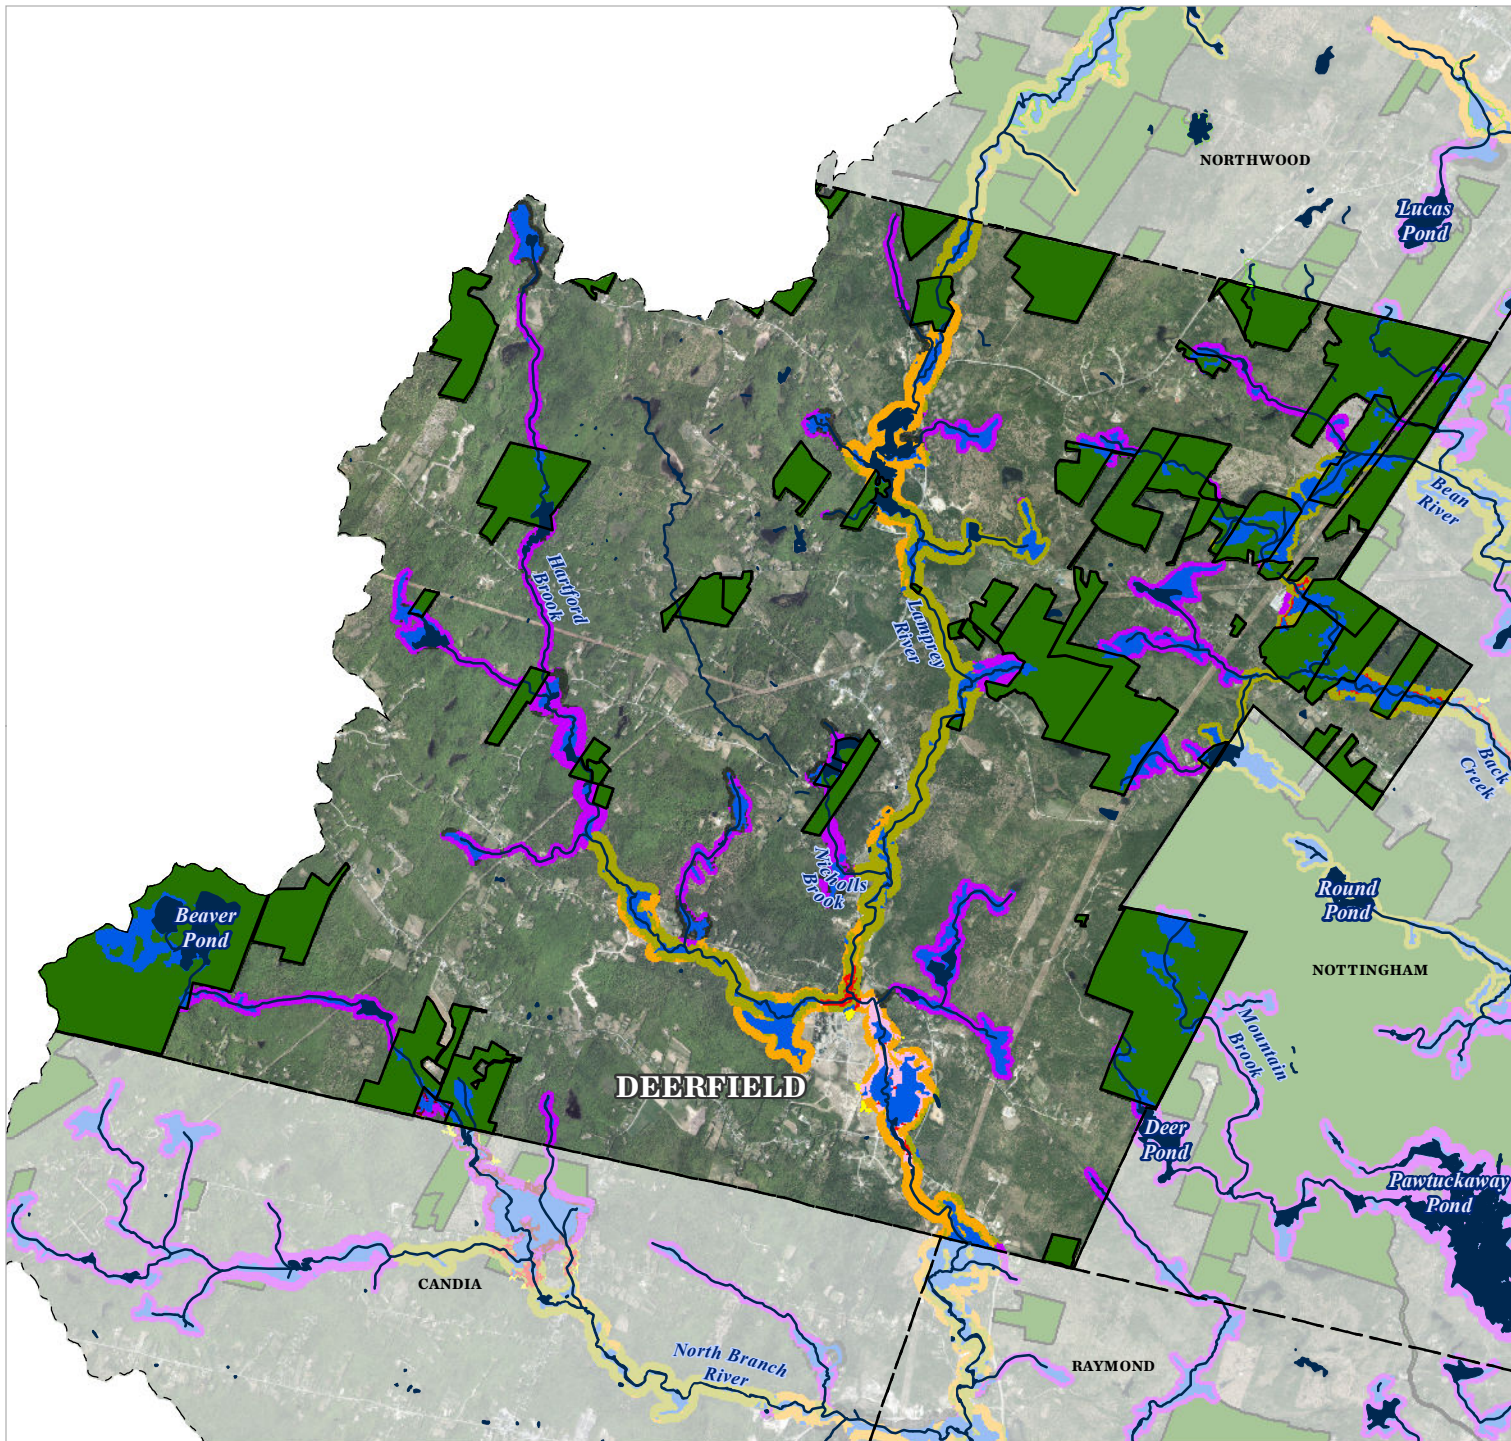 NORTHWOOD
Lucas
Pond
Bean
River
Hartford
Brook
Lamprey
River
Back
Creek
Nicholls
Brook
Round
Pond
Beaver
Pond
NOTTINGHAM
Mountain
Brook
DEERFIELD
Deer
Pond
Pawtuckaway
Pond
CANDIA
North Branch
River
RAYMOND